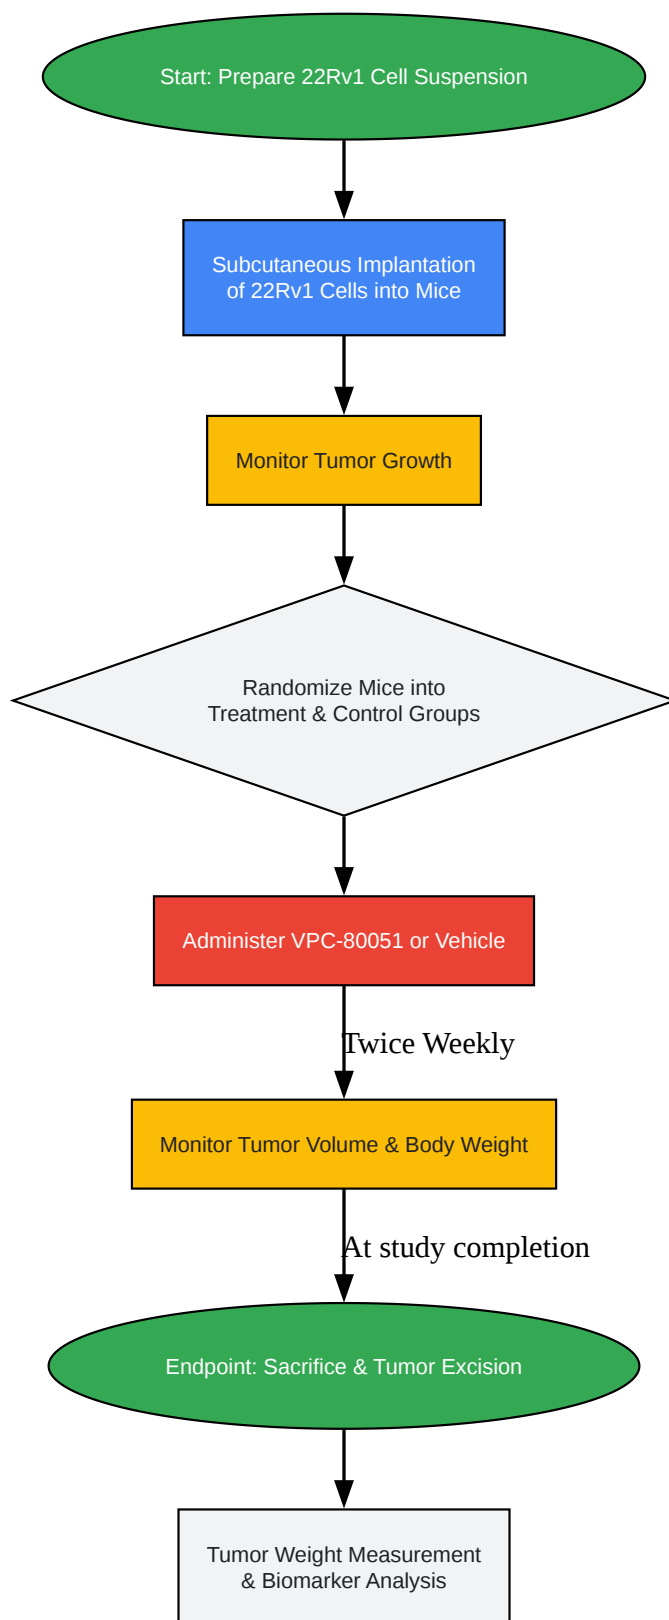 Start: Prepare 22Rv1 Cell Suspension
Subcutaneous Implantation
of 22Rv1 Cells into Mice
Monitor Tumor Growth
Randomize Mice into
Treatment & Control Groups
Administer VPC-80051 or Vehicle
Twice Weekly
Monitor Tumor Volume & Body Weight
At study completion
Endpoint: Sacrifice & Tumor Excision
Tumor Weight Measurement
& Biomarker Analysis